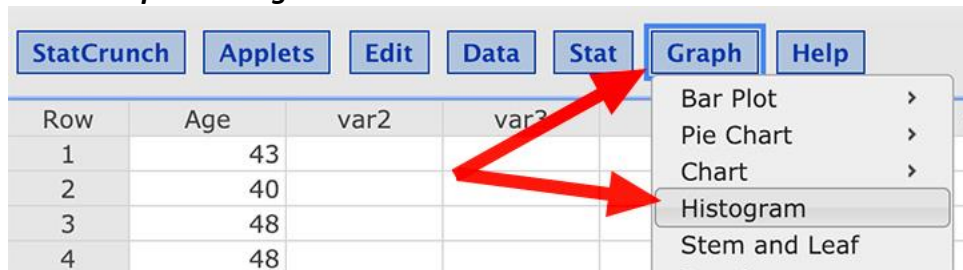 StatCrunch Applets Edit Data Stat Graph Help
Row Age var2 var3
Bar Plot >
Pie Chart >
Chart >
Histogram
Stem and Leaf
1 43
2 40
3 48
4 48